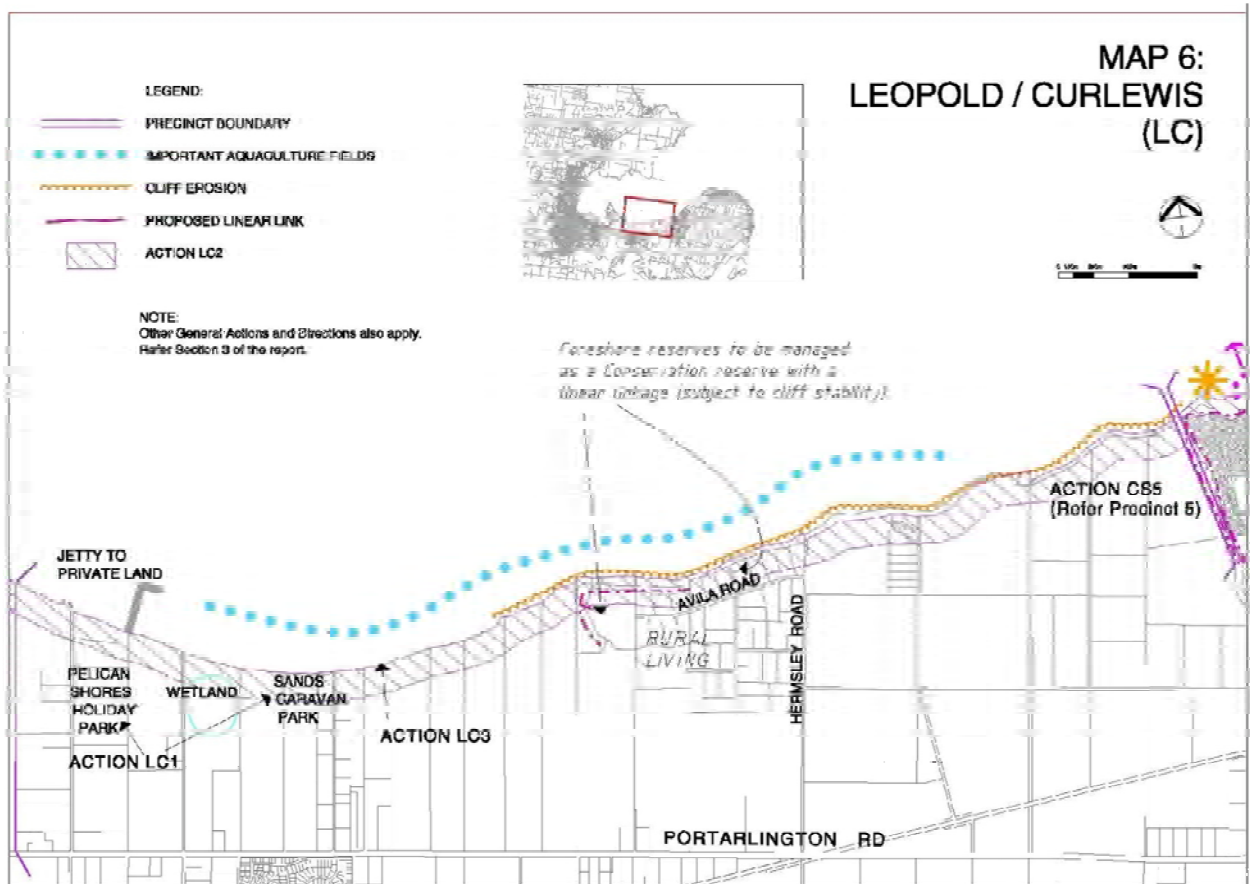 MAP 6:
LEOPOLD / CURLEWIS
(LC)
LEGEND:
PRECINCT BOUNDARY
IMPORTANT AQUACULTURE FIELDS
CLIFF EROSION
PROPOSED LINEAR LINK
ACTION LC2
NOTE:
Other General Actions and Directions also apply.
Refer Section 3 of the report.
Foreshore reserves to be managed
as a Conservation reserve with a
linear linkage (subject to cliff stability).
ACTION CS5
(Refer Precinct 5)
JETTY TO
PRIVATE LAND
AVILA ROAD
HERMSLEY ROAD
RURAL
LIVING
PELICAN
SHORES
HOLIDAY
PARK
WETLAND
SANDS
CARAVAN
PARK
ACTION LC3
ACTION LC1
PORTARLINGTON RD